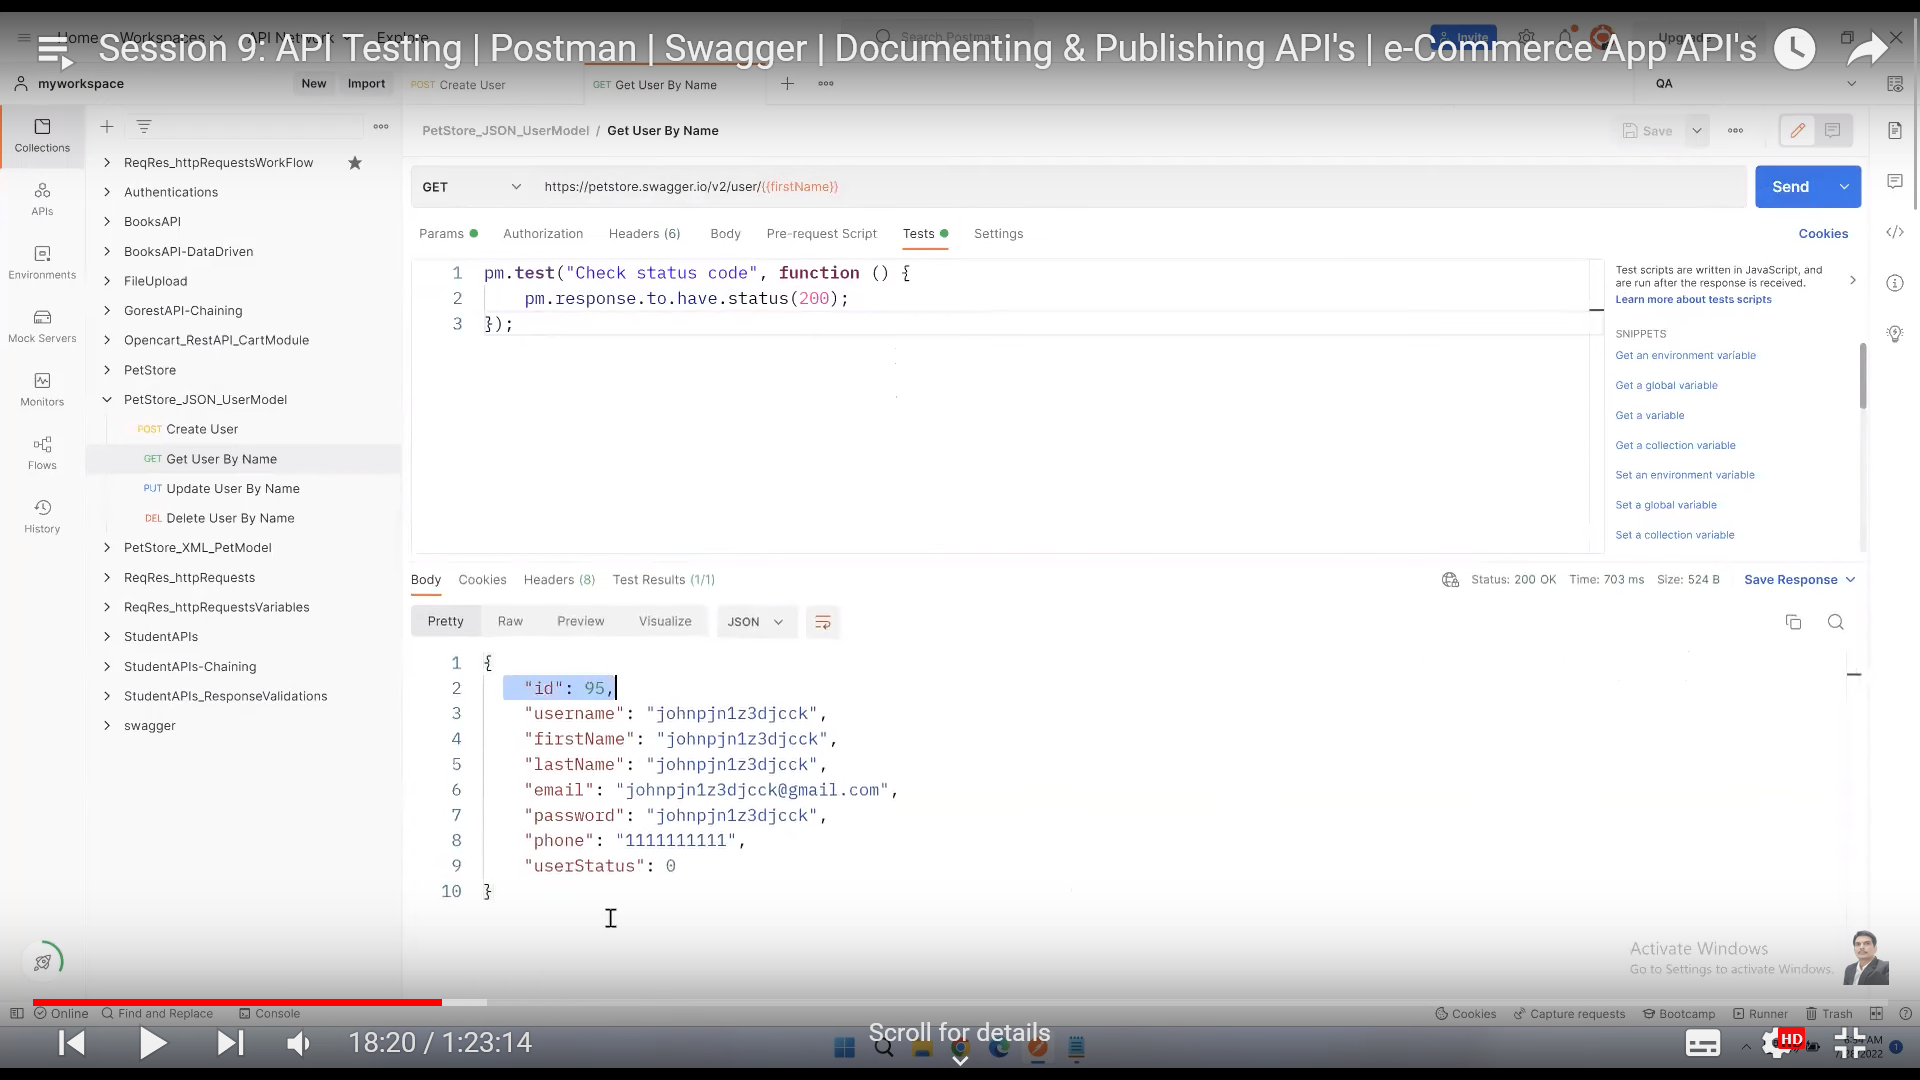 Session 9: API Testing | Postman | Swagger | Documenting & Publishing API's | e-Commerce App API's
Home Workspaces API Network Explore
Search Postman
Invite
Upgrade
myworkspace
New Import
POST Create User
GET Get User By Name
QA
PetStore_JSON_UserModel / Get User By Name
Save
GET https://petstore.swagger.io/v2/user/{{firstName}}
Send
Params Authorization Headers (6) Body Pre-request Script Tests Settings
Cookies
Collections
APIs
Environments
Mock Servers
Monitors
Flows
History
ReqRes_httpRequestsWorkFlow
Authentications
BooksAPI
BooksAPI-DataDriven
FileUpload
GorestAPI-Chaining
Opencart_RestAPI_CartModule
PetStore
PetStore_JSON_UserModel
POST Create User
GET Get User By Name
PUT Update User By Name
DEL Delete User By Name
PetStore_XML_PetModel
ReqRes_httpRequests
ReqRes_httpRequestsVariables
StudentAPIs
StudentAPIs-Chaining
StudentAPIs_ResponseValidations
swagger
1 pm.test("Check status code", function () {
2 pm.response.to.have.status(200);
3 });
Test scripts are written in JavaScript, and
are run after the response is received.
Learn more about tests scripts
SNIPPETS
Get an environment variable
Get a global variable
Get a variable
Get a collection variable
Set an environment variable
Set a global variable
Set a collection variable
Body Cookies Headers (8) Test Results (1/1)
Status: 200 OK Time: 703 ms Size: 524 B Save Response
Pretty Raw Preview Visualize JSON
1 {
2 "id": 95,
3 "username": "johnpjn1z3djcck",
4 "firstName": "johnpjn1z3djcck",
5 "lastName": "johnpjn1z3djcck",
6 "email": "johnpjn1z3djcck@gmail.com",
7 "password": "johnpjn1z3djcck",
8 "phone": "1111111111",
9 "userStatus": 0
10 }
Activate Windows
Go to Settings to activate Windows.
Online Find and Replace Console
Cookies Capture requests Bootcamp Runner Trash
18:20 / 1:23:14
Scroll for details
HD